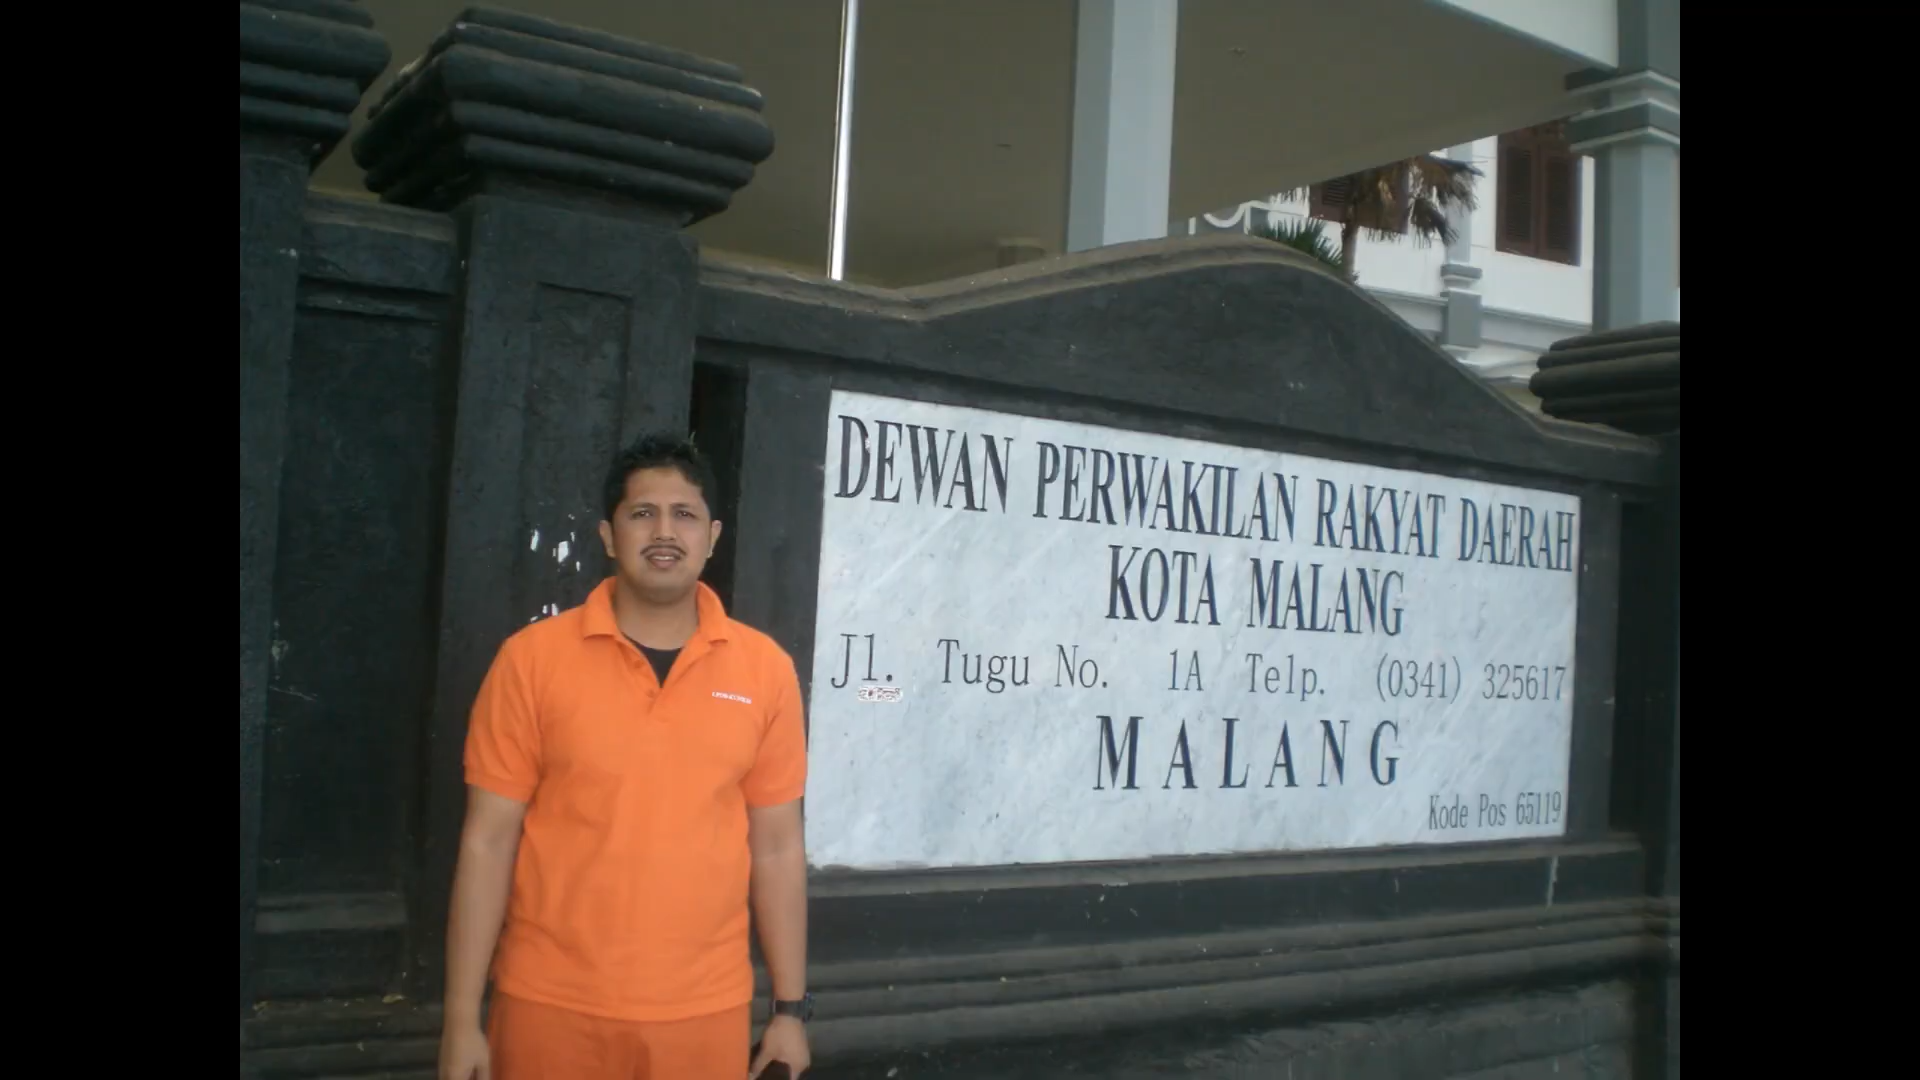 DEWAN PERWAKILAN RAKYAT DAERAH
KOTA MALANG
Jl. Tugu No. 1A Telp. (0341) 325617
MALANG
Kode Pos 65119